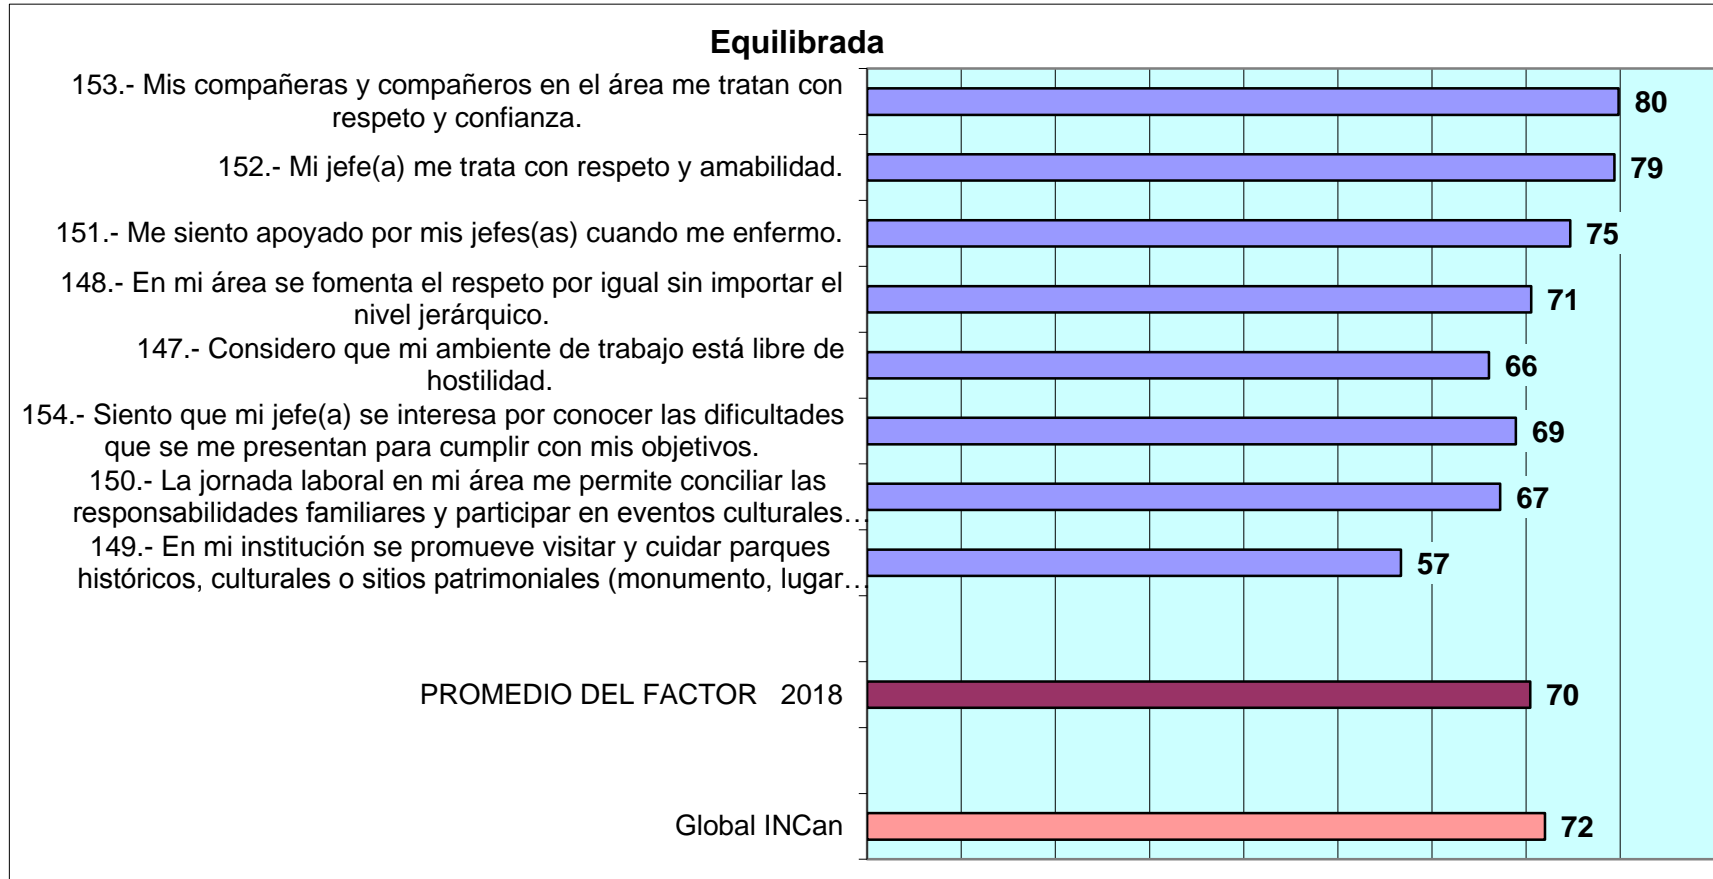 Equilibrada
153.- Mis compañeras y compañeros en el área me tratan con
respeto y confianza.
80
152.- Mi jefe(a) me trata con respeto y amabilidad.
79
151.- Me siento apoyado por mis jefes(as) cuando me enfermo.
75
148.- En mi área se fomenta el respeto por igual sin importar el
nivel jerárquico.
71
147.- Considero que mi ambiente de trabajo está libre de
hostilidad.
66
154.- Siento que mi jefe(a) se interesa por conocer las dificultades
que se me presentan para cumplir con mis objetivos.
69
150.- La jornada laboral en mi área me permite conciliar las
responsabilidades familiares y participar en eventos culturales…
67
149.- En mi institución se promueve visitar y cuidar parques
históricos, culturales o sitios patrimoniales (monumento, lugar…
57
PROMEDIO DEL FACTOR 2018
70
Global INCan
72